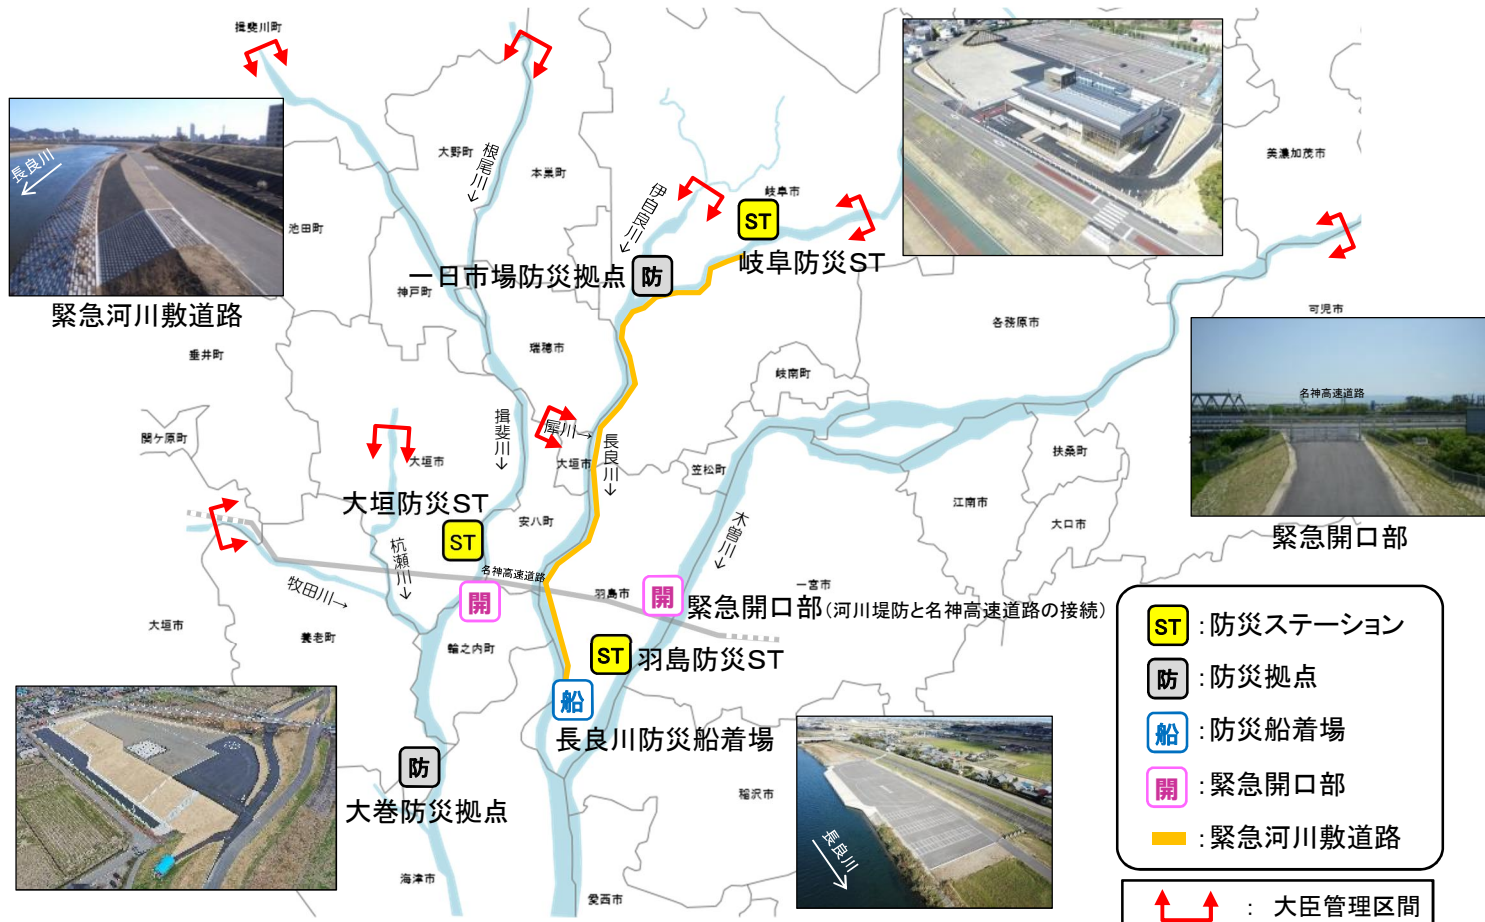 揖斐川町
大野町
根尾川→
本巣町
伊自良川→
岐阜市
美濃加茂市
長良川
池田町
ST
岐阜防災ST
一日市場防災拠点
防
緊急河川敷道路
神戸町
各務原市
可児市
垂井町
瑞穂市
岐南町
名神高速道路
関ケ原町
揖斐川→
犀川→
長良川→
大垣市
大垣市
笠松町
扶桑町
大垣防災ST
安八町
江南市
大口市
ST
木曽川→
緊急開口部
杭瀬川→
名神高速道路
牧田川→
開
羽島市
開
一宮市
緊急開口部(河川堤防と名神高速道路の接続)
大垣市
養老町
輪之内町
ST
羽島防災ST
船
長良川防災船着場
防
大巻防災拠点
稲沢市
長良川
海津市
愛西市
ST:防災ステーション
防:防災拠点
船:防災船着場
開:緊急開口部
:緊急河川敷道路
: 大臣管理区間